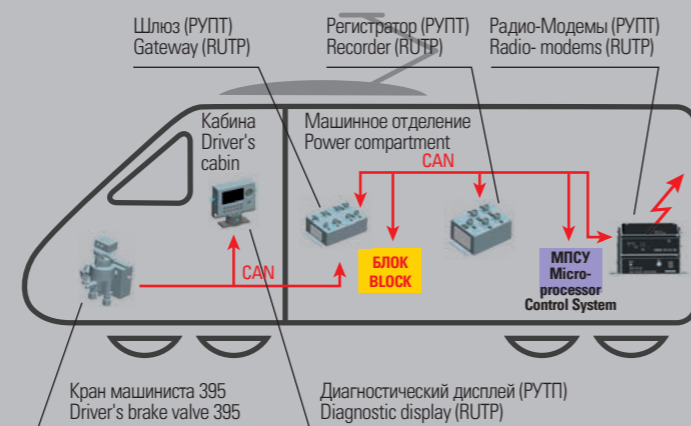 Шлюз (РУПТ)
Gateway (RUTP)
Регистратор (РУПТ)
Recorder (RUTP)
Радио-Модемы (РУПТ)
Radio- modems (RUTP)
Кабина
Driver's
cabin
Машинное отделение
Power compartment
CAN
CAN
БЛОК
BLOCK
МПСУ
Micro-
processor
Control System
Кран машиниста 395
Driver's brake valve 395
Диагностический дисплей (РУТП)
Diagnostic display (RUTP)